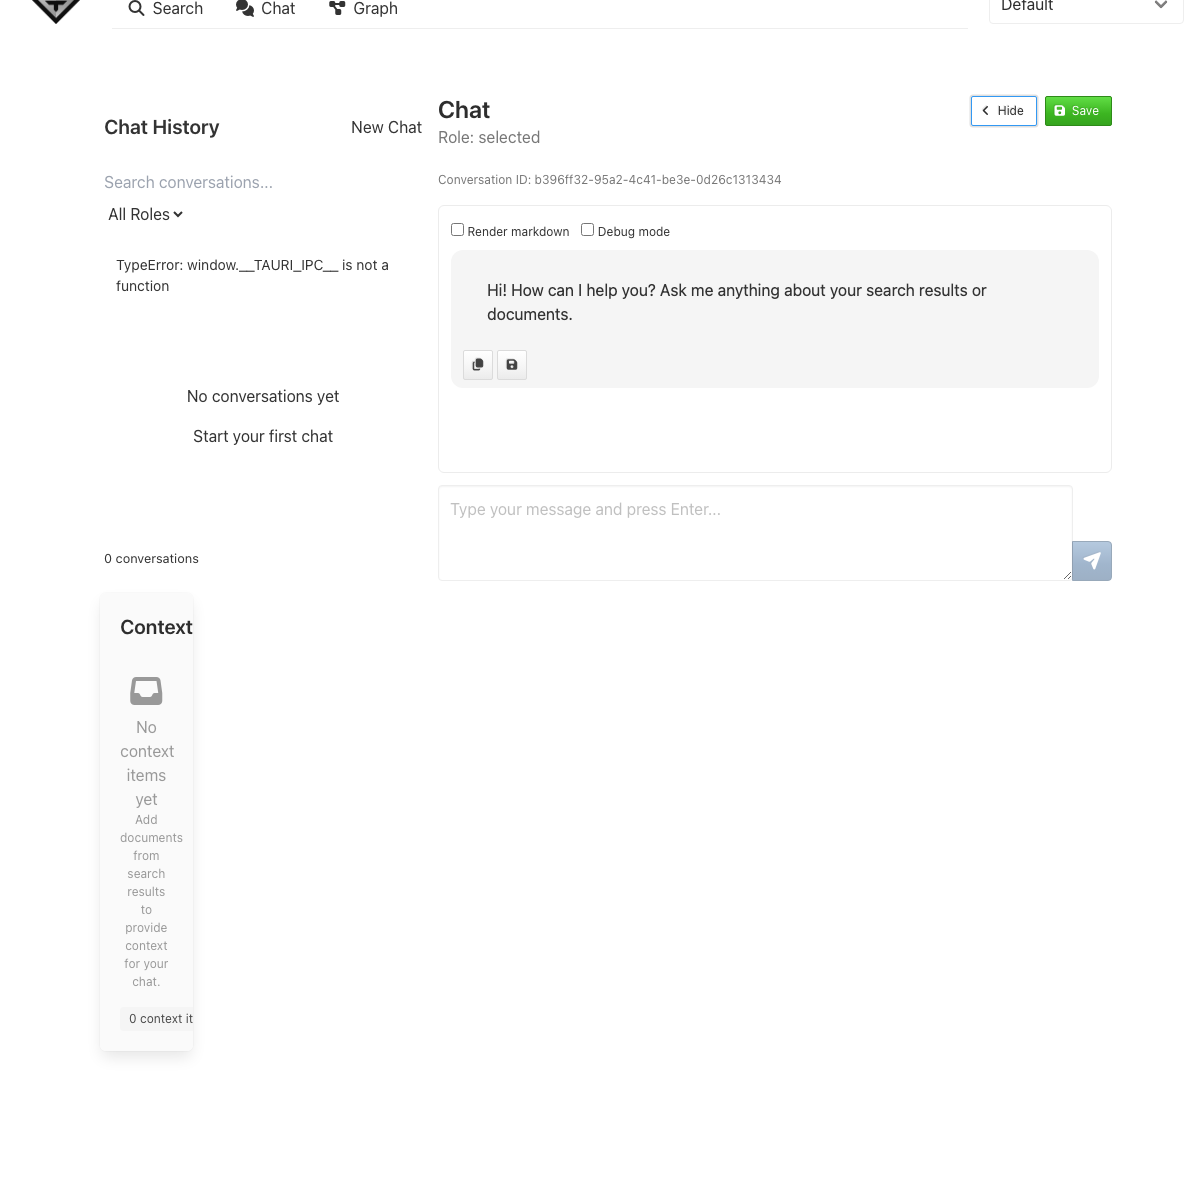 Search
Chat
Graph
Default
Chat History
New Chat
Search conversations...
All Roles
TypeError: window.__TAURI_IPC__ is not a
function
No conversations yet
Start your first chat
0 conversations
Chat
Role: selected
Hide
Save
Conversation ID: b396ff32-95a2-4c41-be3e-0d26c1313434
Render markdown
Debug mode
Hi! How can I help you? Ask me anything about your search results or
documents.
Type your message and press Enter...
Context
No
context
items
yet
Add
documents
from
search
results
to
provide
context
for your
chat.
0 context it